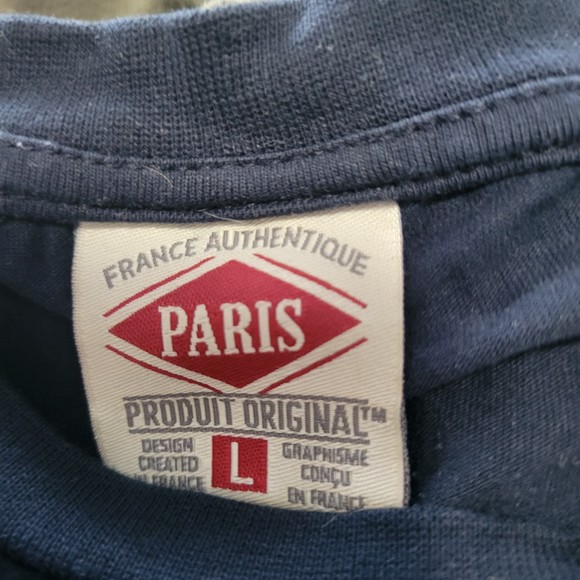 FRANCE AUTHENTIQUE
PARIS
PRODUIT ORIGINAL™
DESIGN
CREATED
IN FRANCE
L
GRAPHISME
CONÇU
EN FRANCE